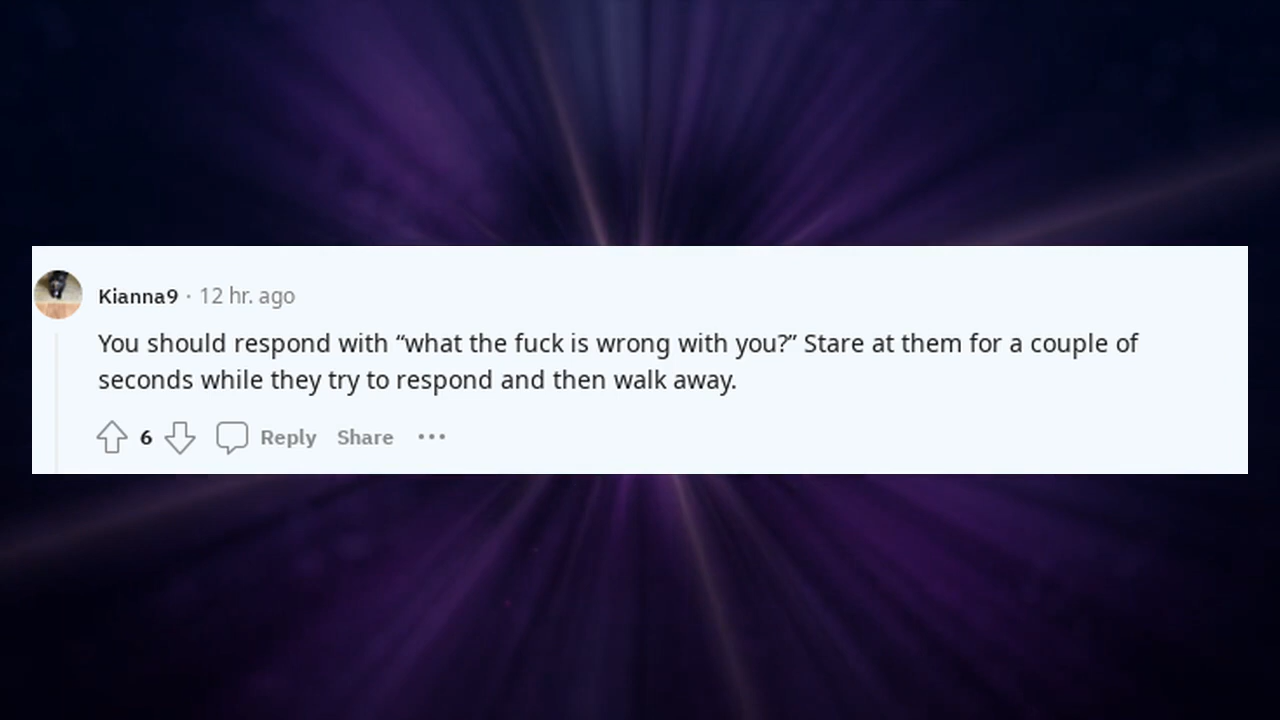 Kianna9 · 12 hr. ago
You should respond with “what the fuck is wrong with you?” Stare at them for a couple of
seconds while they try to respond and then walk away.
6 Reply Share ···